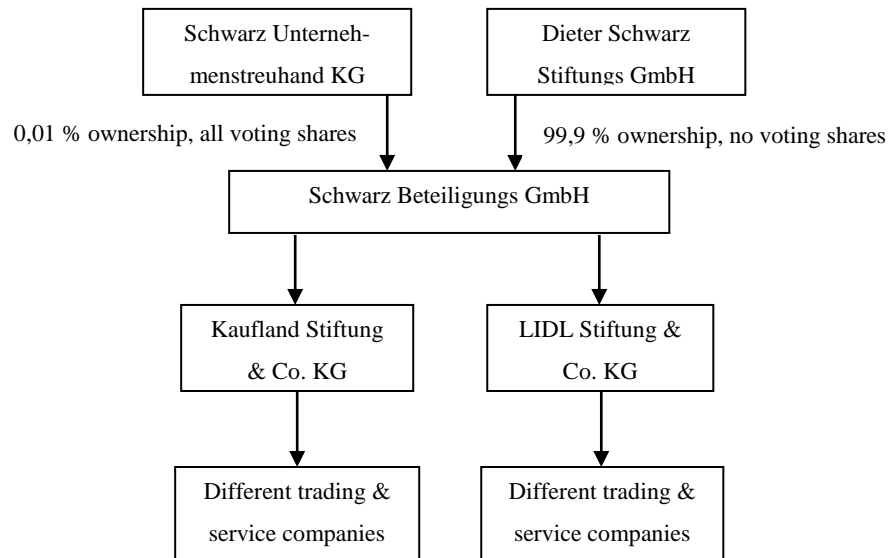 Schwarz Unterneh-
menstreuhand KG
Dieter Schwarz
Stiftungs GmbH
0,01 % ownership, all voting shares
99,9 % ownership, no voting shares
Schwarz Beteiligungs GmbH
Kaufland Stiftung
& Co. KG
LIDL Stiftung &
Co. KG
Different trading &
service companies
Different trading &
service companies